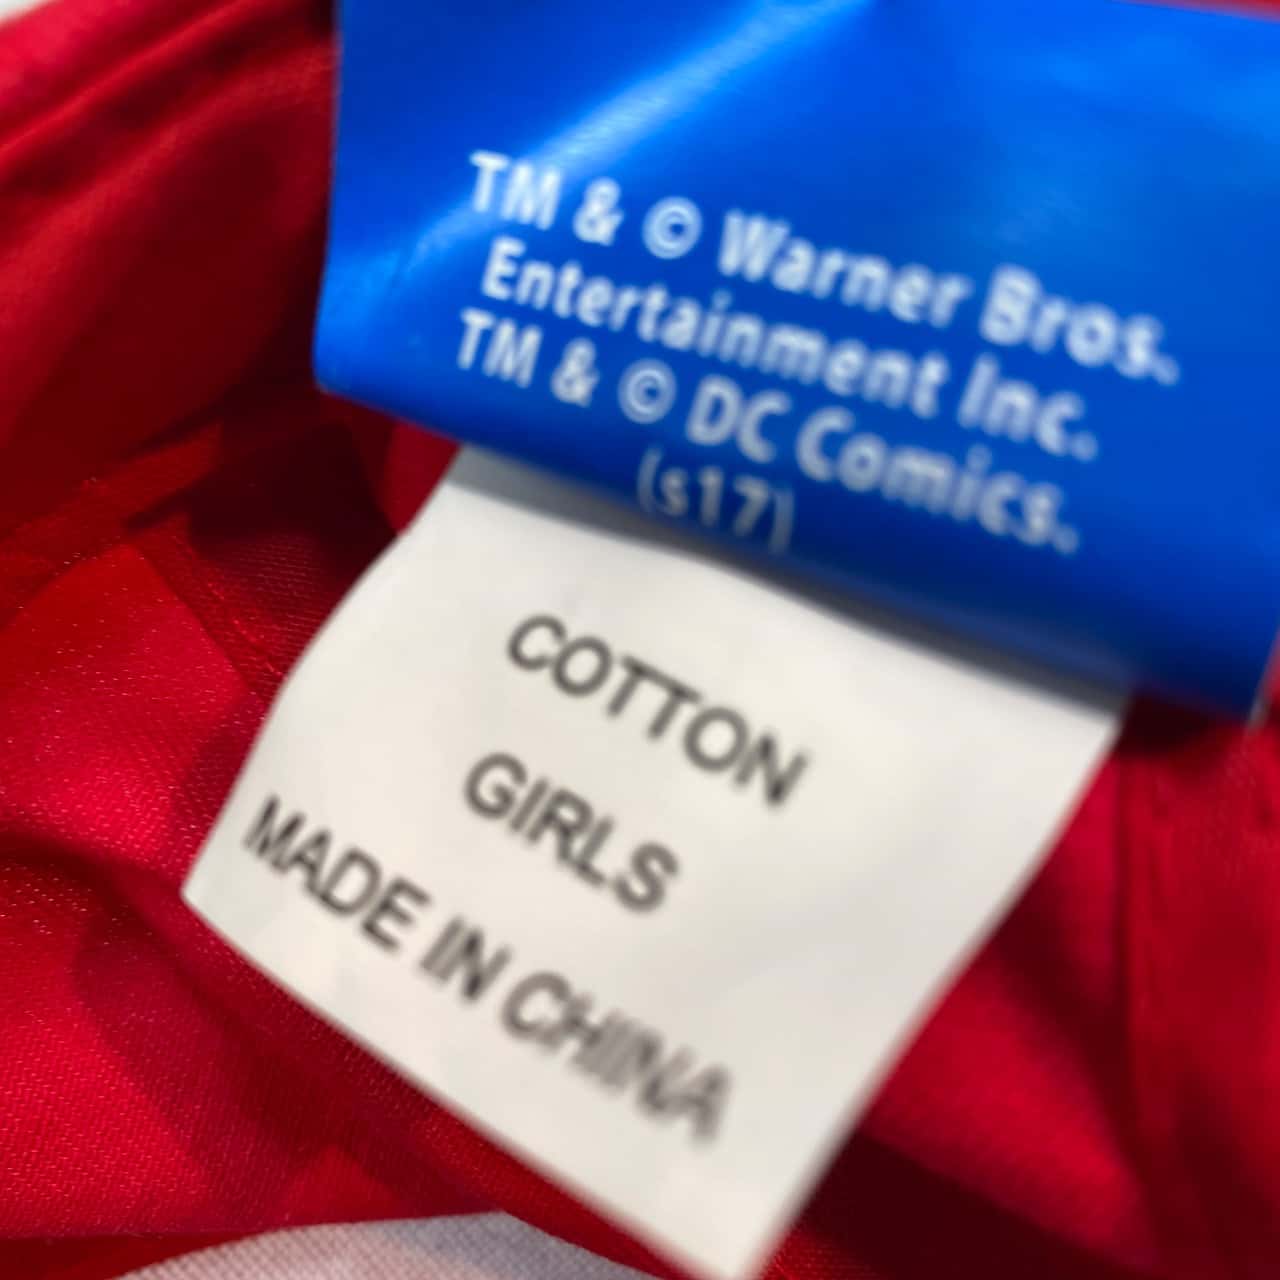 TM & © Warner Bros.
Entertainment Inc.
TM & © DC Comics.
(s17)
COTTON
GIRLS
MADE IN CHINA